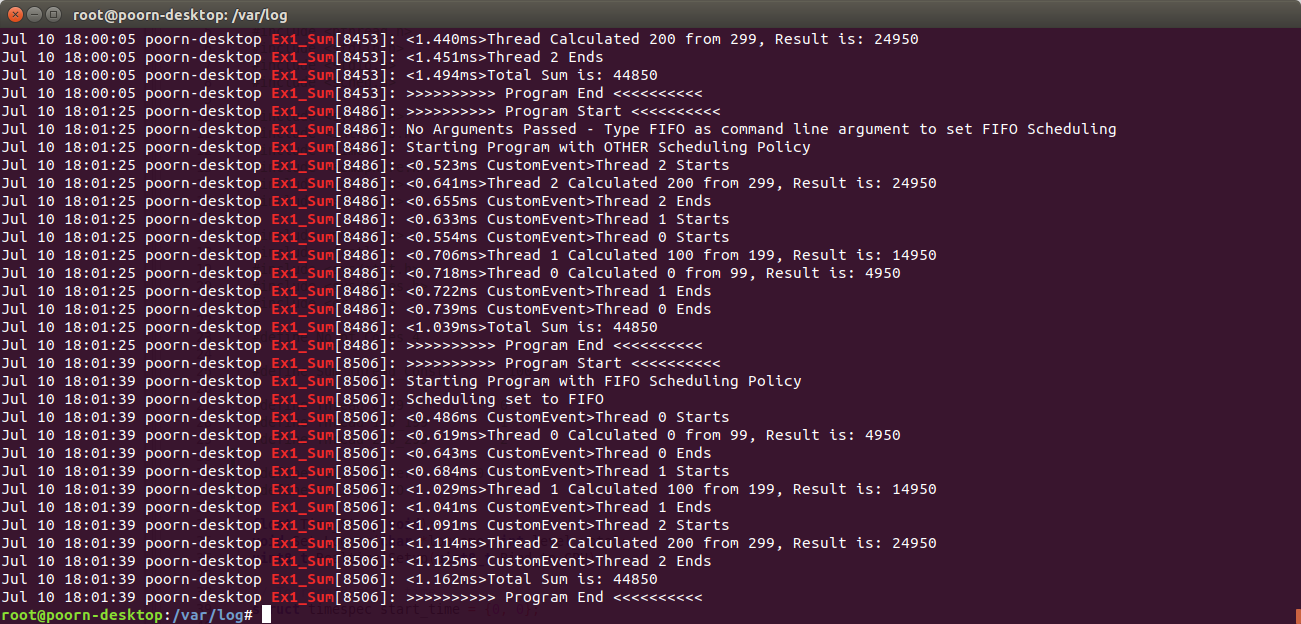 root@poorn-desktop: /var/log
Jul 10 18:00:05 poorn-desktop Ex1_Sum[8453]: <1.440ms>Thread Calculated 200 from 299, Result is: 24950
Jul 10 18:00:05 poorn-desktop Ex1_Sum[8453]: <1.451ms>Thread 2 Ends
Jul 10 18:00:05 poorn-desktop Ex1_Sum[8453]: <1.494ms>Total Sum is: 44850
Jul 10 18:00:05 poorn-desktop Ex1_Sum[8453]: >>>>>>>>>> Program End <<<<<<<<<<
Jul 10 18:01:25 poorn-desktop Ex1_Sum[8486]: >>>>>>>>>> Program Start <<<<<<<<<<
Jul 10 18:01:25 poorn-desktop Ex1_Sum[8486]: No Arguments Passed - Type FIFO as command line argument to set FIFO Scheduling
Jul 10 18:01:25 poorn-desktop Ex1_Sum[8486]: Starting Program with OTHER Scheduling Policy
Jul 10 18:01:25 poorn-desktop Ex1_Sum[8486]: <0.523ms CustomEvent>Thread 2 Starts
Jul 10 18:01:25 poorn-desktop Ex1_Sum[8486]: <0.641ms>Thread 2 Calculated 200 from 299, Result is: 24950
Jul 10 18:01:25 poorn-desktop Ex1_Sum[8486]: <0.655ms CustomEvent>Thread 2 Ends
Jul 10 18:01:25 poorn-desktop Ex1_Sum[8486]: <0.633ms CustomEvent>Thread 1 Starts
Jul 10 18:01:25 poorn-desktop Ex1_Sum[8486]: <0.554ms CustomEvent>Thread 0 Starts
Jul 10 18:01:25 poorn-desktop Ex1_Sum[8486]: <0.706ms>Thread 1 Calculated 100 from 199, Result is: 14950
Jul 10 18:01:25 poorn-desktop Ex1_Sum[8486]: <0.718ms>Thread 0 Calculated 0 from 99, Result is: 4950
Jul 10 18:01:25 poorn-desktop Ex1_Sum[8486]: <0.722ms CustomEvent>Thread 1 Ends
Jul 10 18:01:25 poorn-desktop Ex1_Sum[8486]: <0.739ms CustomEvent>Thread 0 Ends
Jul 10 18:01:25 poorn-desktop Ex1_Sum[8486]: <1.039ms>Total Sum is: 44850
Jul 10 18:01:25 poorn-desktop Ex1_Sum[8486]: >>>>>>>>>> Program End <<<<<<<<<<
Jul 10 18:01:39 poorn-desktop Ex1_Sum[8506]: >>>>>>>>>> Program Start <<<<<<<<<<
Jul 10 18:01:39 poorn-desktop Ex1_Sum[8506]: Starting Program with FIFO Scheduling Policy
Jul 10 18:01:39 poorn-desktop Ex1_Sum[8506]: Scheduling set to FIFO
Jul 10 18:01:39 poorn-desktop Ex1_Sum[8506]: <0.486ms CustomEvent>Thread 0 Starts
Jul 10 18:01:39 poorn-desktop Ex1_Sum[8506]: <0.619ms>Thread 0 Calculated 0 from 99, Result is: 4950
Jul 10 18:01:39 poorn-desktop Ex1_Sum[8506]: <0.643ms CustomEvent>Thread 0 Ends
Jul 10 18:01:39 poorn-desktop Ex1_Sum[8506]: <0.684ms CustomEvent>Thread 1 Starts
Jul 10 18:01:39 poorn-desktop Ex1_Sum[8506]: <1.029ms>Thread 1 Calculated 100 from 199, Result is: 14950
Jul 10 18:01:39 poorn-desktop Ex1_Sum[8506]: <1.041ms CustomEvent>Thread 1 Ends
Jul 10 18:01:39 poorn-desktop Ex1_Sum[8506]: <1.091ms CustomEvent>Thread 2 Starts
Jul 10 18:01:39 poorn-desktop Ex1_Sum[8506]: <1.114ms>Thread 2 Calculated 200 from 299, Result is: 24950
Jul 10 18:01:39 poorn-desktop Ex1_Sum[8506]: <1.125ms CustomEvent>Thread 2 Ends
Jul 10 18:01:39 poorn-desktop Ex1_Sum[8506]: <1.162ms>Total Sum is: 44850
Jul 10 18:01:39 poorn-desktop Ex1_Sum[8506]: >>>>>>>>>> Program End <<<<<<<<<<
root@poorn-desktop:/var/log#